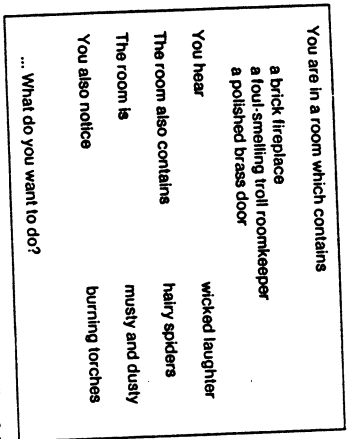 You are in a room which contains
a brick fireplace
a foul-smelling troll roomkeeper
a polished brass door
You hear wicked laughter
The room also contains hairy spiders
The room is musty and dusty
You also notice burning torches
... What do you want to do?